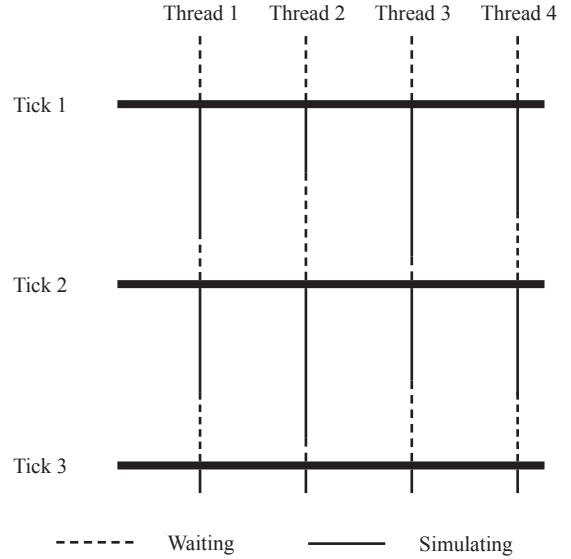 Thread 1 Thread 2 Thread 3 Thread 4
Tick 1
Tick 2
Tick 3
Waiting Simulating